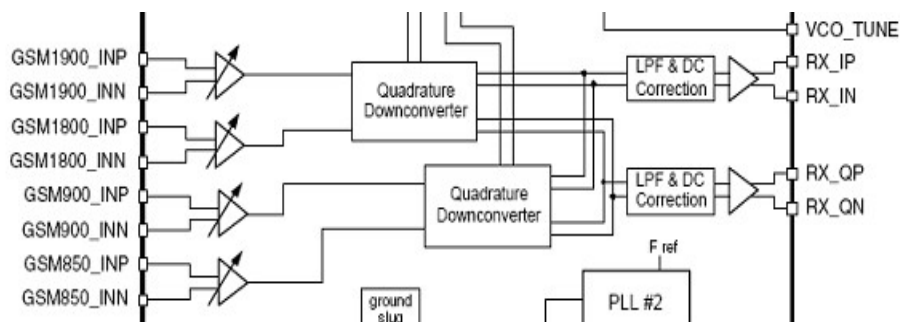 VCO_TUNE
GSM1900_INP
GSM1900_INN
GSM1800_INP
GSM1800_INN
GSM900_INP
GSM900_INN
GSM850_INP
GSM850_INN
Quadrature
Downconverter
Quadrature
Downconverter
LPF & DC
Correction
RX_IP
RX_IN
LPF & DC
Correction
RX_QP
RX_QN
ground
slug
F ref
PLL #2